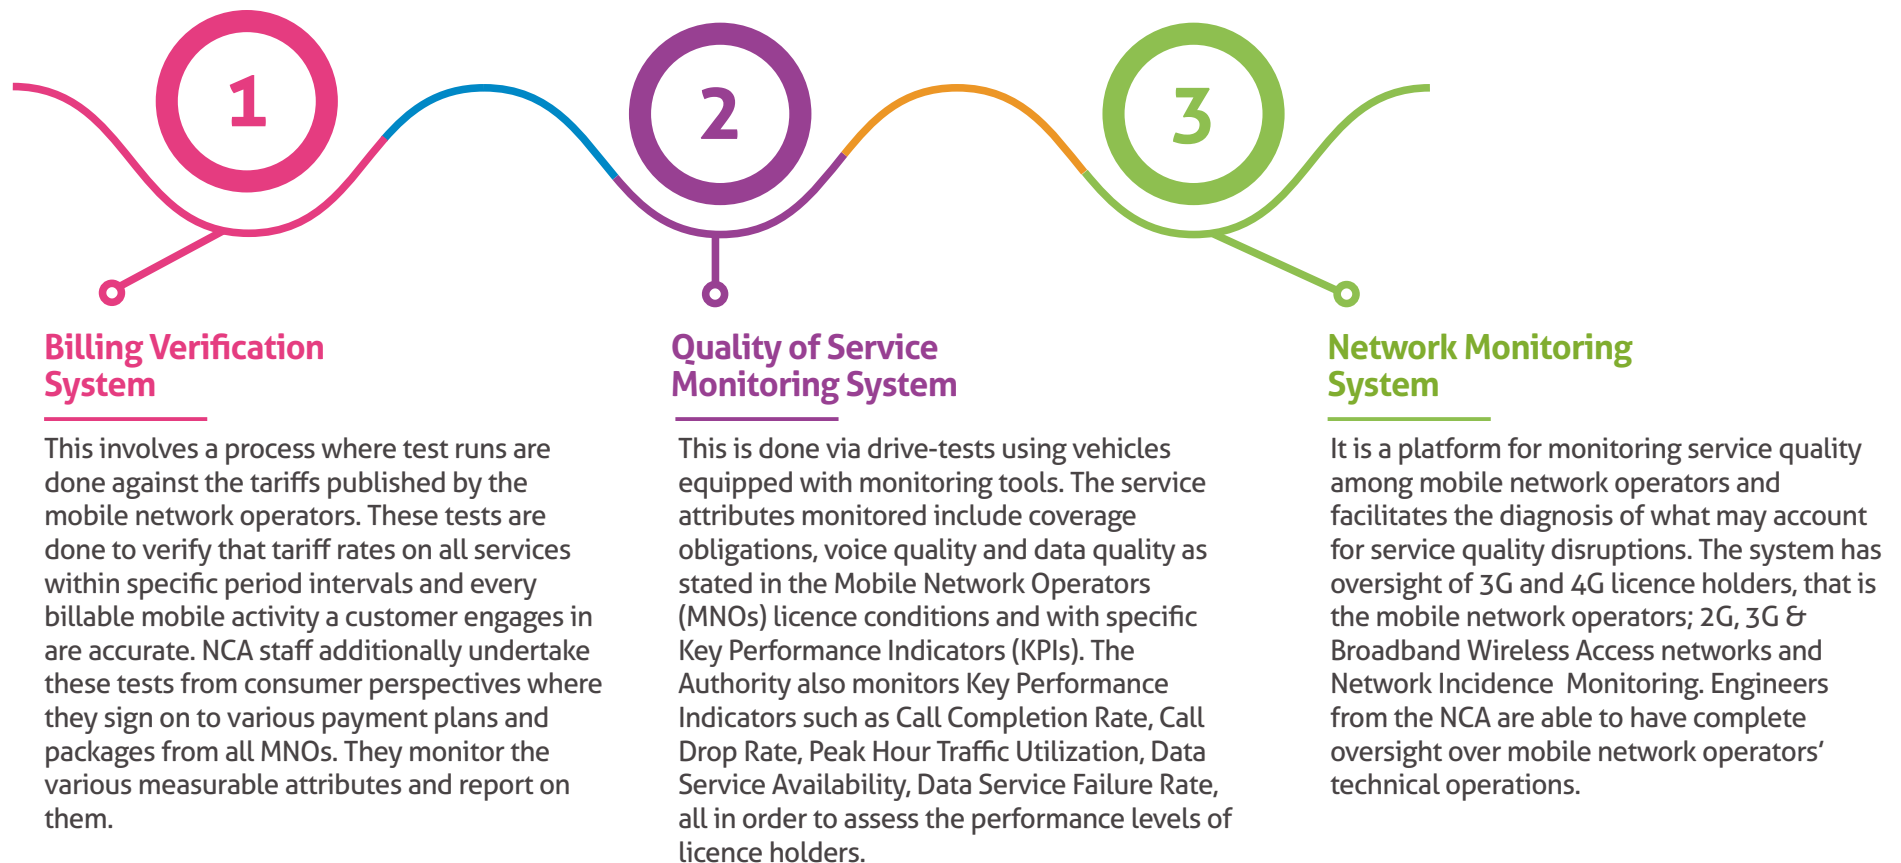 1
2
3
Billing Verification
System
This involves a process where test runs are
done against the tariffs published by the
mobile network operators. These tests are
done to verify that tariff rates on all services
within specific period intervals and every
billable mobile activity a customer engages in
are accurate. NCA staff additionally undertake
these tests from consumer perspectives where
they sign on to various payment plans and
packages from all MNOs. They monitor the
various measurable attributes and report on
them.
Quality of Service
Monitoring System
This is done via drive-tests using vehicles
equipped with monitoring tools. The service
attributes monitored include coverage
obligations, voice quality and data quality as
stated in the Mobile Network Operators
(MNOs) licence conditions and with specific
Key Performance Indicators (KPIs). The
Authority also monitors Key Performance
Indicators such as Call Completion Rate, Call
Drop Rate, Peak Hour Traffic Utilization, Data
Service Availability, Data Service Failure Rate,
all in order to assess the performance levels of
licence holders.
Network Monitoring
System
It is a platform for monitoring service quality
among mobile network operators and
facilitates the diagnosis of what may account
for service quality disruptions. The system has
oversight of 3G and 4G licence holders, that is
the mobile network operators; 2G, 3G &
Broadband Wireless Access networks and
Network Incidence  Monitoring. Engineers
from the NCA are able to have complete
oversight over mobile network operators’
technical operations.